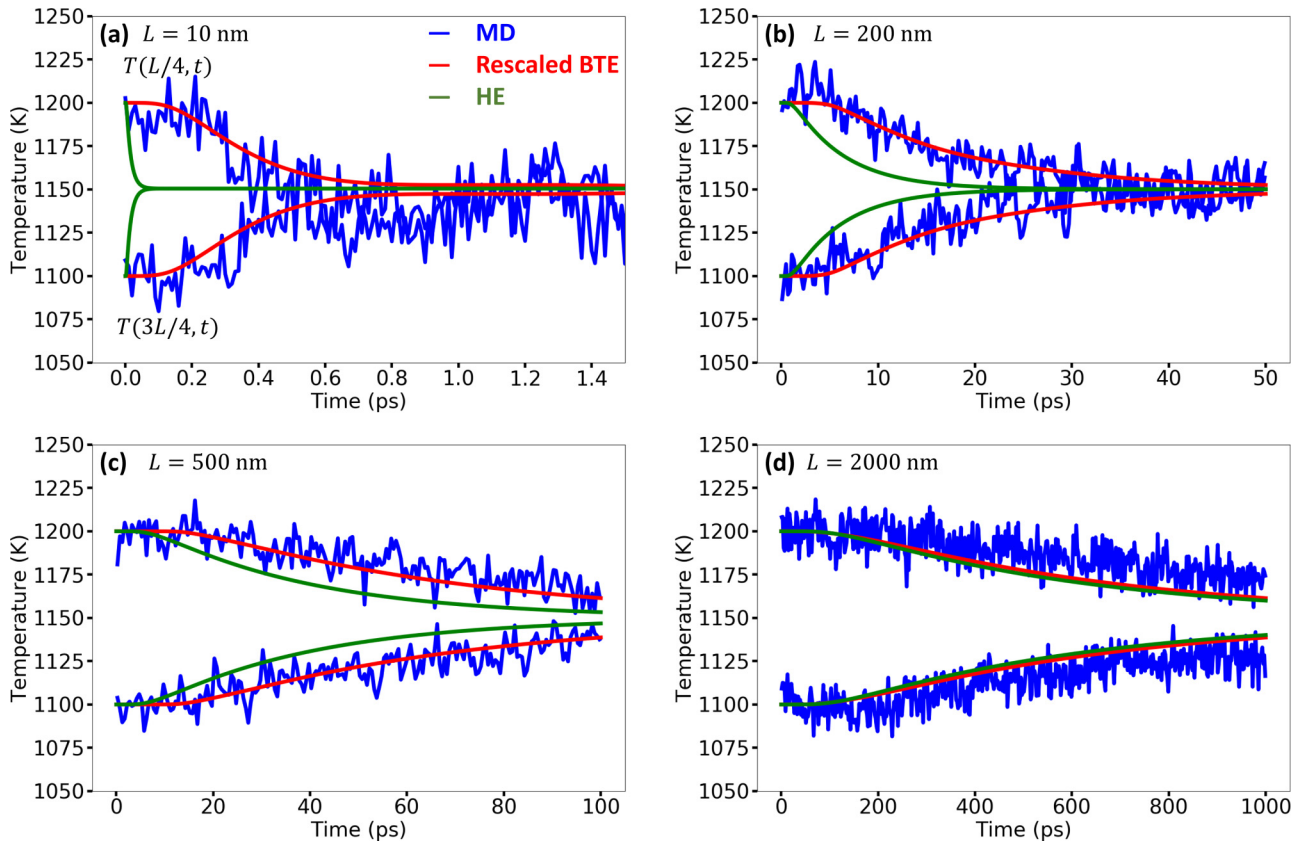 (a) L = 10 nm
T(L/4, t)
MD
Rescaled BTE
HE
T(3L/4, t)
1250
1225
1200
1175
1150
1125
1100
1075
1050
Temperature (K)
0.0 0.2 0.4 0.6 0.8 1.0 1.2 1.4
Time (ps)
(b) L = 200 nm
1250
1225
1200
1175
1150
1125
1100
1075
1050
Temperature (K)
0 10 20 30 40 50
Time (ps)
(c) L = 500 nm
1250
1225
1200
1175
1150
1125
1100
1075
1050
Temperature (K)
0 20 40 60 80 100
Time (ps)
(d) L = 2000 nm
1250
1225
1200
1175
1150
1125
1100
1075
1050
Temperature (K)
0 200 400 600 800 1000
Time (ps)